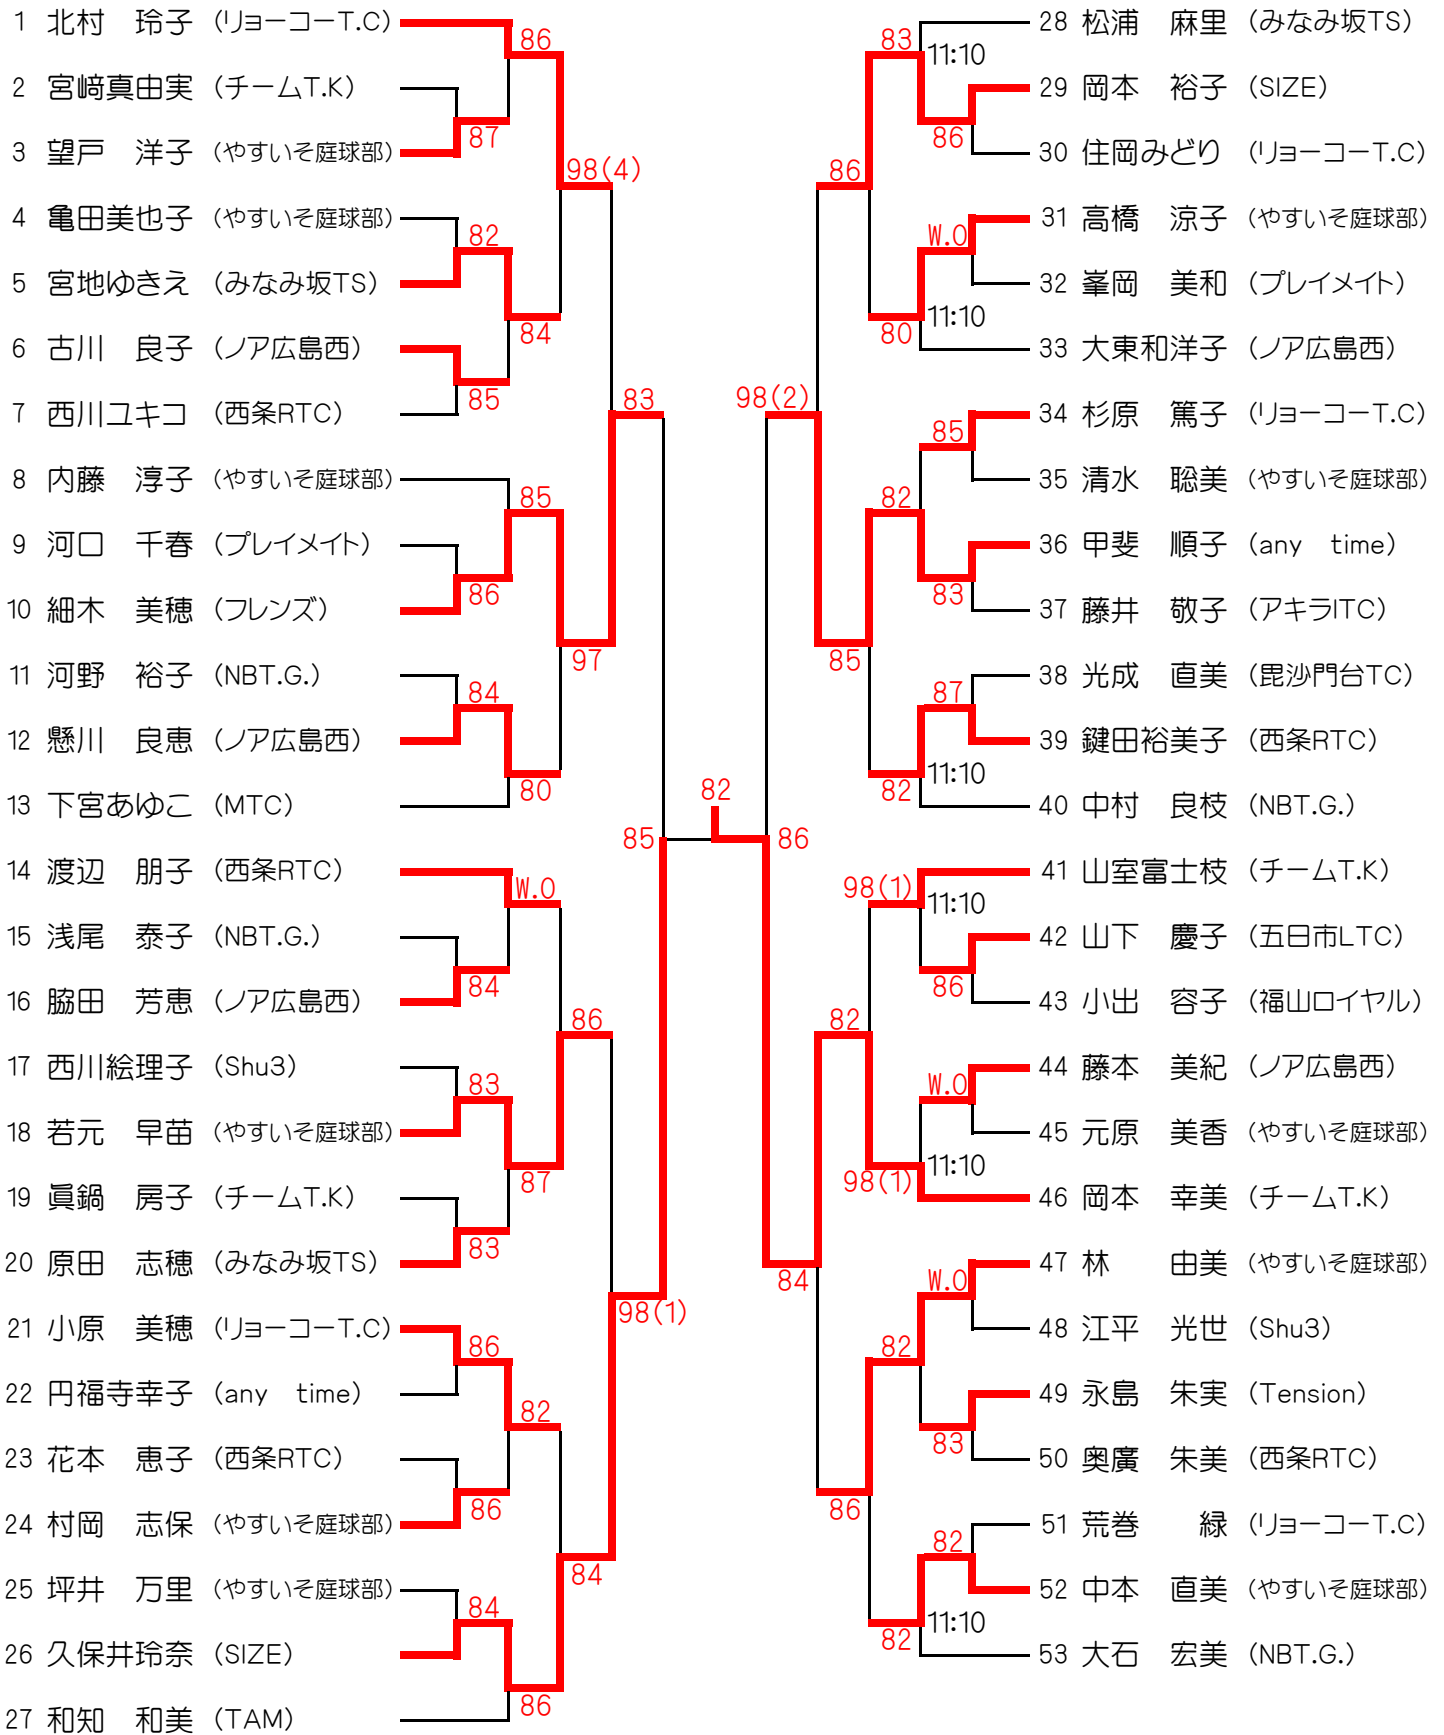 1 北村　玲子 (リョーコーT.C)
86
2 宮﨑真由実 (チームT.K)
87
3 望戸　洋子 (やすいそ庭球部)
98(4)
4 亀田美也子 (やすいそ庭球部)
82
5 宮地ゆきえ (みなみ坂TS)
84
6 古川　良子 (ノア広島西)
85
7 西川ユキコ (西条RTC)
83
8 内藤　淳子 (やすいそ庭球部)
85
9 河口　千春 (プレイメイト)
86
10 細木　美穂 (フレンズ)
97
11 河野　裕子 (NBT.G.)
84
12 懸川　良恵 (ノア広島西)
80
13 下宮あゆこ (MTC)
85
14 渡辺　朋子 (西条RTC)
W.O
15 浅尾　泰子 (NBT.G.)
84
16 脇田　芳恵 (ノア広島西)
86
17 西川絵理子 (Shu3)
83
18 若元　早苗 (やすいそ庭球部)
87
19 眞鍋　房子 (チームT.K)
83
20 原田　志穂 (みなみ坂TS)
98(1)
21 小原　美穂 (リョーコーT.C)
86
22 円福寺幸子 (any　time)
82
23 花本　恵子 (西条RTC)
86
24 村岡　志保 (やすいそ庭球部)
84
25 坪井　万里 (やすいそ庭球部)
84
26 久保井玲奈 (SIZE)
86
27 和知　和美 (TAM)
82
28 松浦　麻里 (みなみ坂TS)
83
11:10
29 岡本　裕子 (SIZE)
86
30 住岡みどり (リョーコーT.C)
86
31 高橋　涼子 (やすいそ庭球部)
W.O
32 峯岡　美和 (プレイメイト)
80
11:10
33 大東和洋子 (ノア広島西)
98(2)
34 杉原　篤子 (リョーコーT.C)
85
35 清水　聡美 (やすいそ庭球部)
82
36 甲斐　順子 (any　time)
83
37 藤井　敬子 (アキラITC)
85
38 光成　直美 (毘沙門台TC)
87
39 鍵田裕美子 (西条RTC)
82
11:10
40 中村　良枝 (NBT.G.)
86
41 山室富士枝 (チームT.K)
98(1)
11:10
42 山下　慶子 (五日市LTC)
86
43 小出　容子 (福山ロイヤル)
82
44 藤本　美紀 (ノア広島西)
W.O
45 元原　美香 (やすいそ庭球部)
98(1)
11:10
46 岡本　幸美 (チームT.K)
84
47 林　　由美 (やすいそ庭球部)
W.O
48 江平　光世 (Shu3)
82
49 永島　朱実 (Tension)
83
50 奥廣　朱美 (西条RTC)
86
51 荒巻　　緑 (リョーコーT.C)
82
52 中本　直美 (やすいそ庭球部)
82
11:10
53 大石　宏美 (NBT.G.)